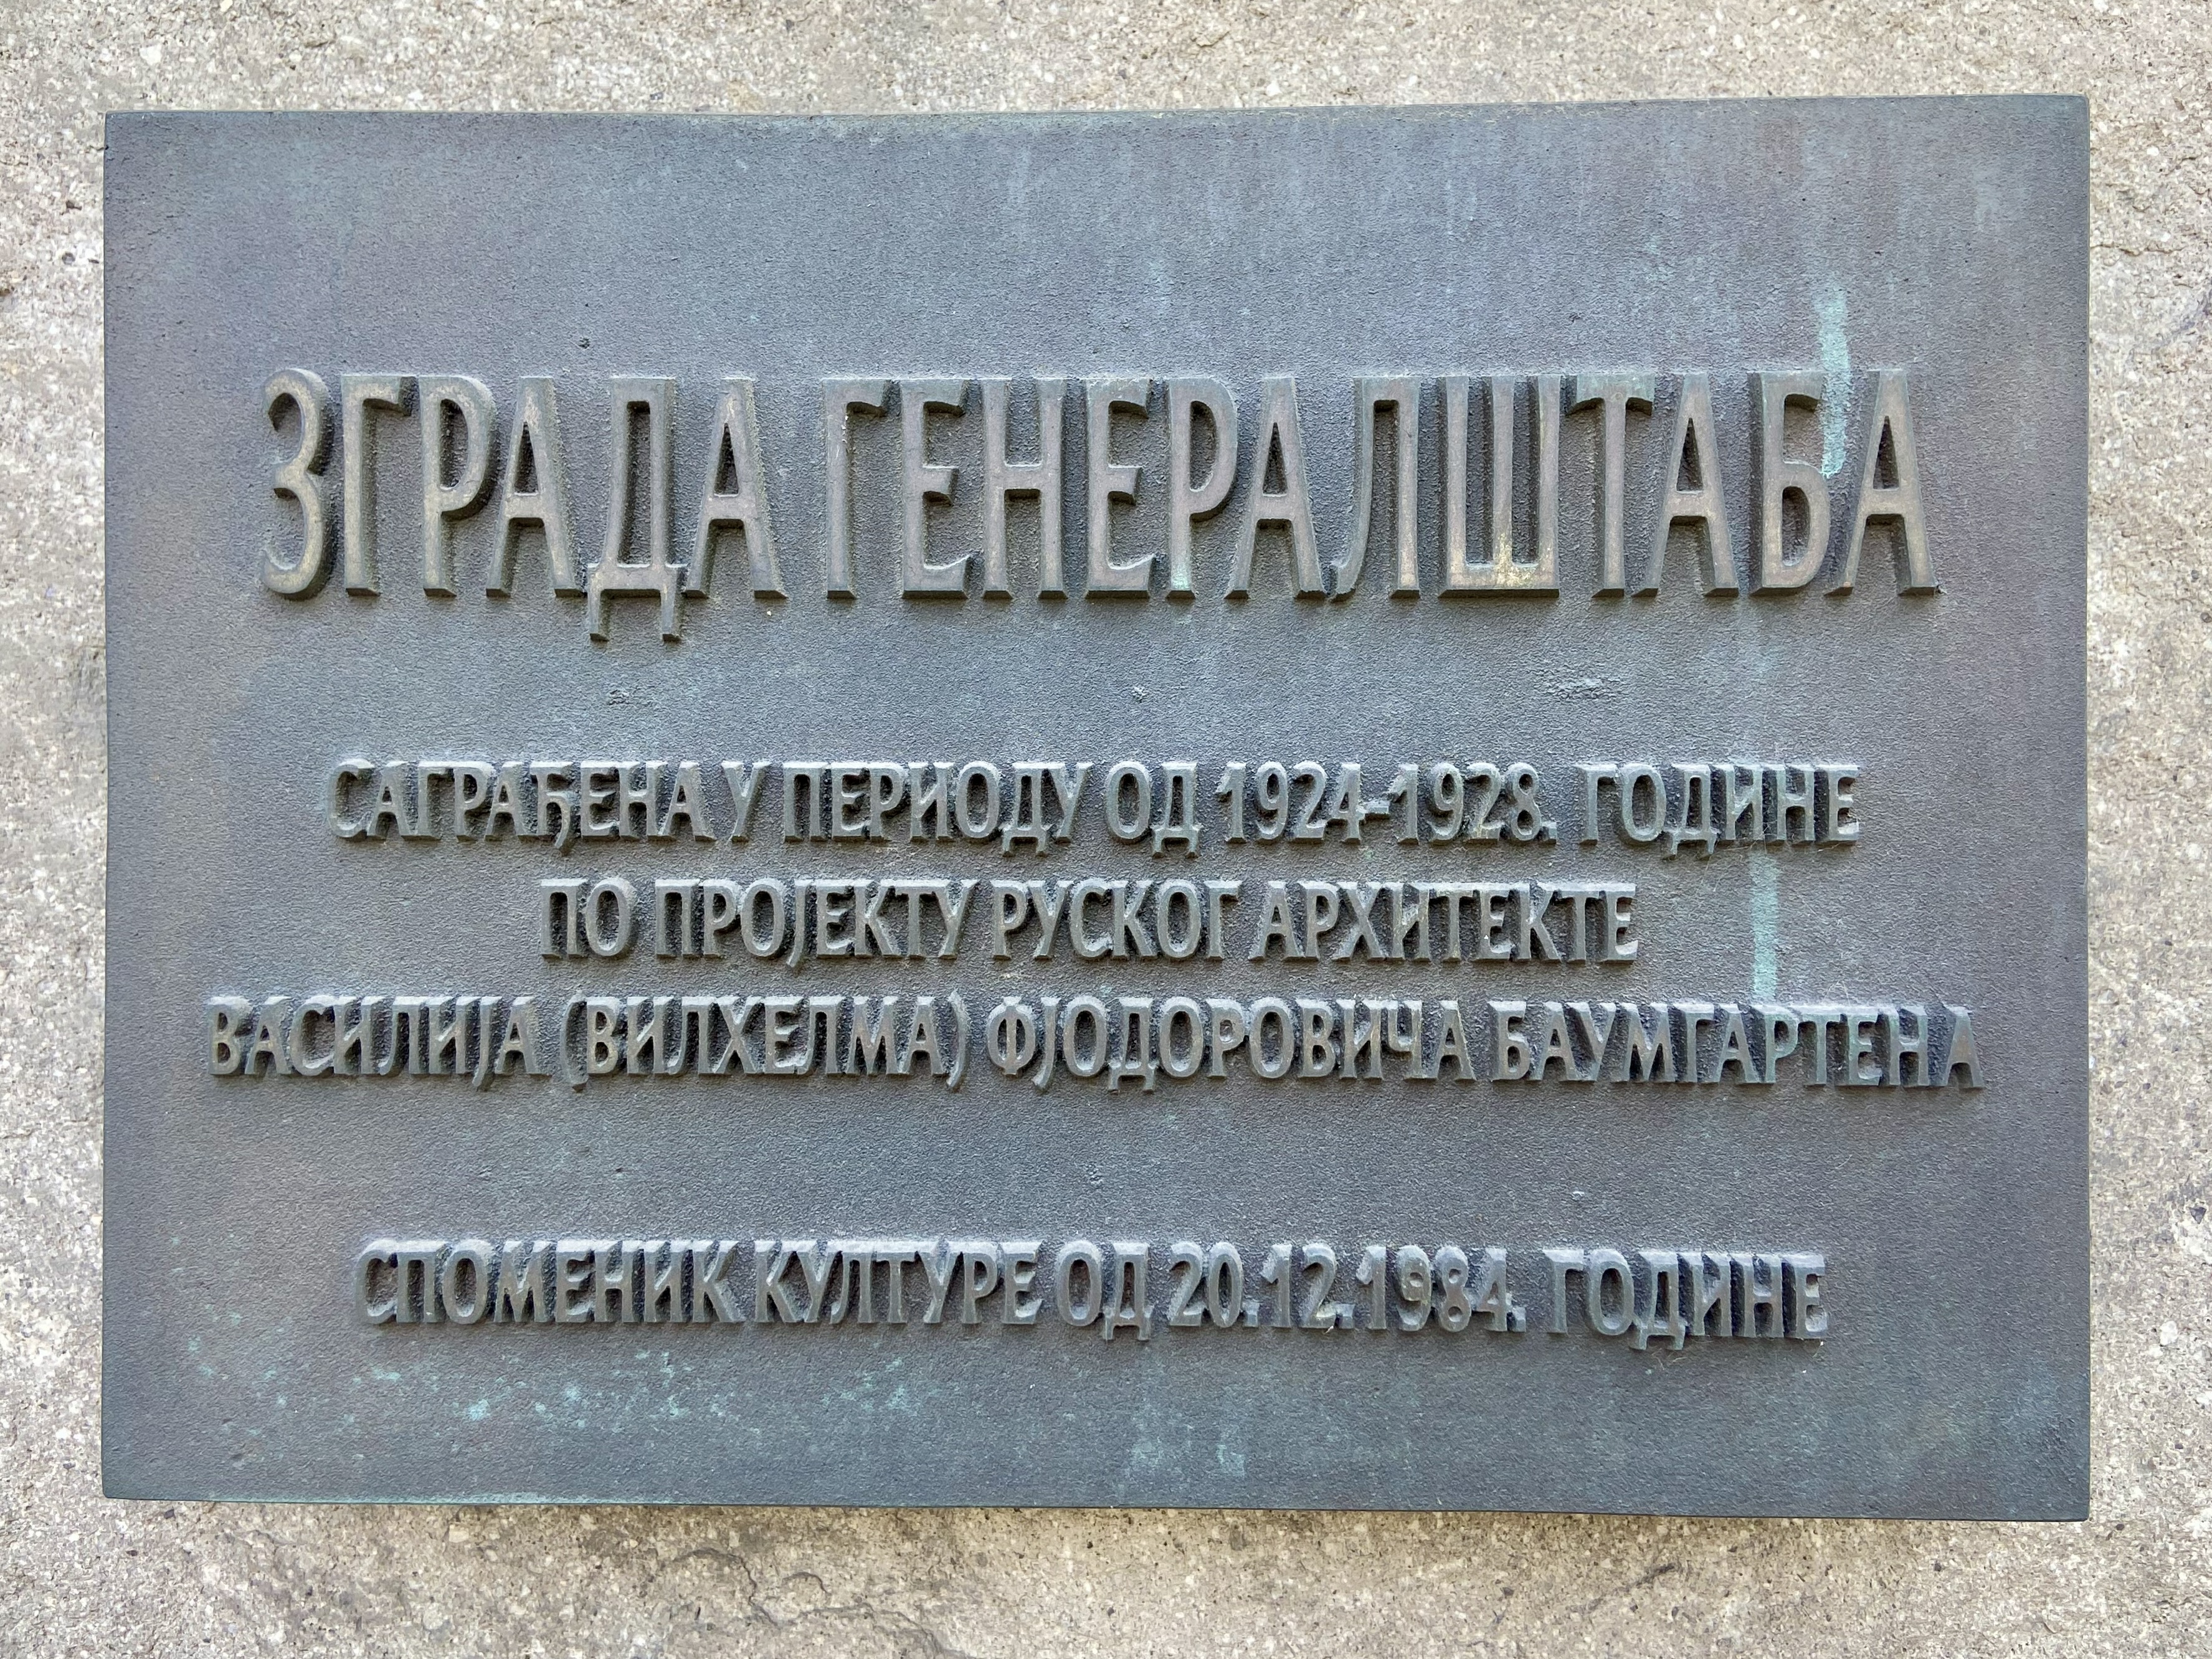 ЗГРАДА ГЕНЕРАЛШТАБА
САГРАЂЕНА У ПЕРИОДУ ОД 1924-1928. ГОДИНЕ
ПО ПРОЈЕКТУ РУСКОГ АРХИТЕКТЕ
ВАСИЛИЈА (ВИЛХЕЛМА) ФЈОДОРОВИЧА БАУМГАРТЕНА
СПОМЕНИК КУЛТУРЕ ОД 20.12.1984. ГОДИНЕ